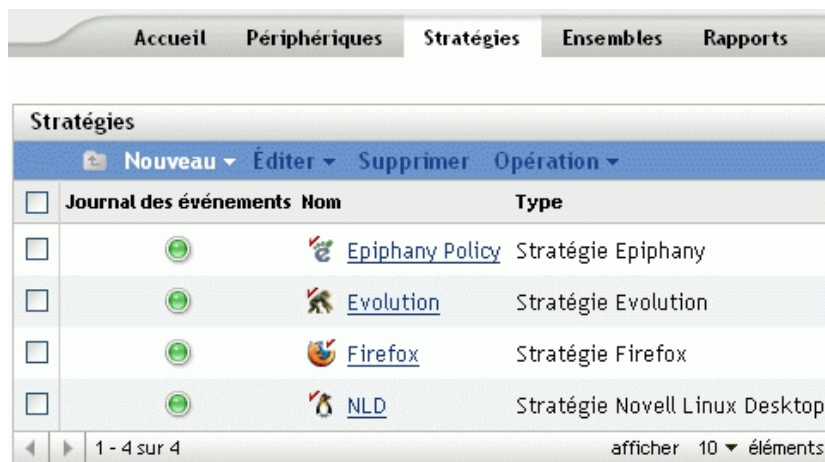 Accueil Périphériques Stratégies Ensembles Rapports
Stratégies
Nouveau Éditer Supprimer Opération
Journal des événements Nom Type
Epiphany Policy Stratégie Epiphany
Evolution Stratégie Evolution
Firefox Stratégie Firefox
NLD Stratégie Novell Linux Desktop
1 - 4 sur 4 afficher 10 éléments